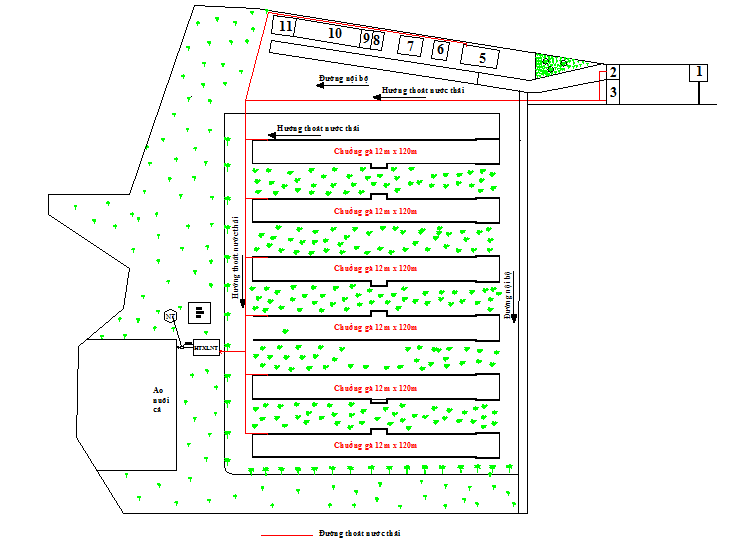 11
10
9
8
7
6
5
2
1
3
Đường nội bộ
Hướng thoát nước thải
Hướng thoát nước thải
Chuồng gà 12m x 120m
Chuồng gà 12m x 120m
Hướng thoát nước thải
Chuồng gà 12m x 120m
Đường nội bộ
NT
Chuồng gà 12m x 120m
HTXLNT
Ao
nuôi
cá
Chuồng gà 12m x 120m
Chuồng gà 12m x 120m
Đường thoát nước thải